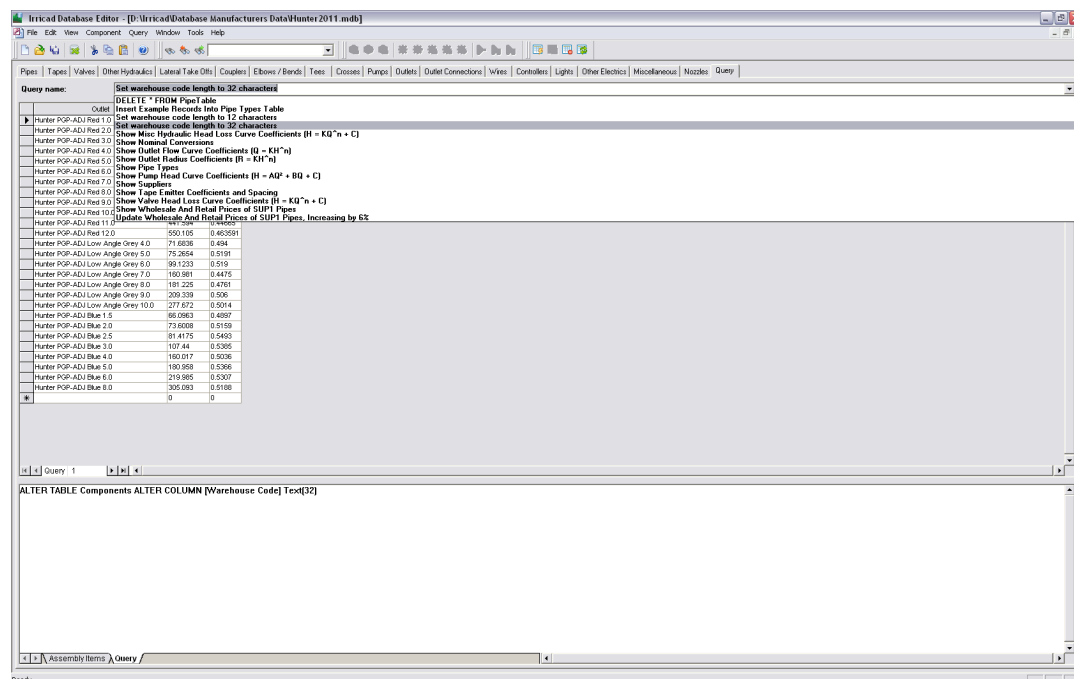 Irricad Database Editor - [D:\Irricad\Database Manufacturers Data\Hunter2011.mdb]
File Edit View Component Query Window Tools Help
Pipes Tapes Valves Other Hydraulics Lateral Take Offs Couplers Elbows / Bends Tees Crosses Pumps Outlets Outlet Connections Wires Controllers Lights Other Electrics Miscellaneous Nozzles Query
Query name: Set warehouse code length to 32 characters
DELETE * FROM PipeTable
Outlet Insert Example Records Into Pipe Types Table
Hunter PGP-ADJ Red 1.0 Set warehouse code length to 12 characters
Set warehouse code length to 32 characters
Hunter PGP-ADJ Red 2.0 Show Misc Hydraulic Head Loss Curve Coefficients (H = KQ^n + C)
Hunter PGP-ADJ Red 3.0 Show Nominal Conversions
Hunter PGP-ADJ Red 4.0 Show Outlet Flow Curve Coefficients (Q = KH^n)
Hunter PGP-ADJ Red 5.0 Show Outlet Radius Coefficients (R = KH^n)
Hunter PGP-ADJ Red 6.0 Show Pipe Types
Show Pump Head Curve Coefficients (H = AQ² + BQ + C)
Hunter PGP-ADJ Red 7.0 Show Suppliers
Hunter PGP-ADJ Red 8.0 Show Tape Emitter Coefficients and Spacing
Hunter PGP-ADJ Red 9.0 Show Valve Head Loss Curve Coefficients (H = KQ^n + C)
Hunter PGP-ADJ Red 10.0 Show Wholesale And Retail Prices of SUP1 Pipes
Update Wholesale And Retail Prices of SUP1 Pipes, Increasing by 6%
Hunter PGP-ADJ Red 11.0 441.594 0.44665
Hunter PGP-ADJ Red 12.0 550.105 0.463591
Hunter PGP-ADJ Low Angle Grey 4.0 71.6836 0.494
Hunter PGP-ADJ Low Angle Grey 5.0 75.2654 0.5191
Hunter PGP-ADJ Low Angle Grey 6.0 99.1233 0.519
Hunter PGP-ADJ Low Angle Grey 7.0 160.981 0.4475
Hunter PGP-ADJ Low Angle Grey 8.0 181.225 0.4761
Hunter PGP-ADJ Low Angle Grey 9.0 209.339 0.506
Hunter PGP-ADJ Low Angle Grey 10.0 277.672 0.5014
Hunter PGP-ADJ Blue 1.5 66.0963 0.4897
Hunter PGP-ADJ Blue 2.0 73.6008 0.5159
Hunter PGP-ADJ Blue 2.5 81.4175 0.5493
Hunter PGP-ADJ Blue 3.0 107.44 0.5385
Hunter PGP-ADJ Blue 4.0 160.017 0.5036
Hunter PGP-ADJ Blue 5.0 180.958 0.5366
Hunter PGP-ADJ Blue 6.0 219.985 0.5307
Hunter PGP-ADJ Blue 8.0 305.093 0.5188
0 0
Query 1
ALTER TABLE Components ALTER COLUMN [Warehouse Code] Text(32)
Assembly Items Query